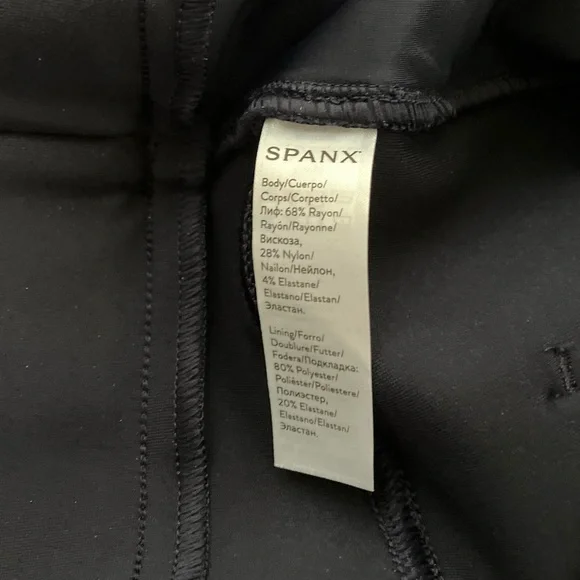 SPANX
Body/Cuerpo/
Corps/Corpetto/
Лиф: 68% Rayon/
Rayón/Rayonne/
Вискоза,
28% Nylon/
Nailon/Нейлон,
4% Elastane/
Elastano/Elastan/
Эластан.
Lining/Forro/
Doublure/Futter/
Fodera/Подкладка:
80% Polyester/
Poliéster/Poliestere/
Полиэстер,
20% Elastane/
Elastano/Elastan/
Эластан.